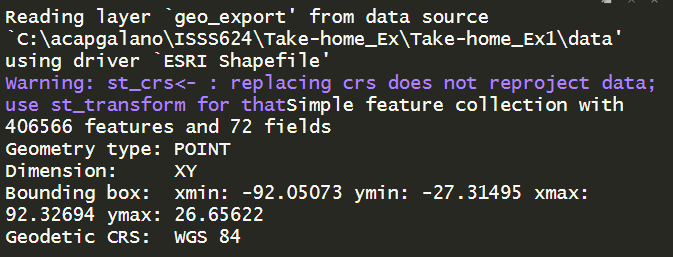 Reading layer `geo_export' from data source
`C:\acapgalano\ISSS624\Take-home_Ex\Take-home_Ex1\data'
using driver `ESRI Shapefile'
Warning: st_crs<- : replacing crs does not reproject data;
use st_transform for thatSimple feature collection with
406566 features and 72 fields
Geometry type: POINT
Dimension:     XY
Bounding box:  xmin: -92.05073 ymin: -27.31495 xmax:
92.32694 ymax: 26.65622
Geodetic CRS:  WGS 84